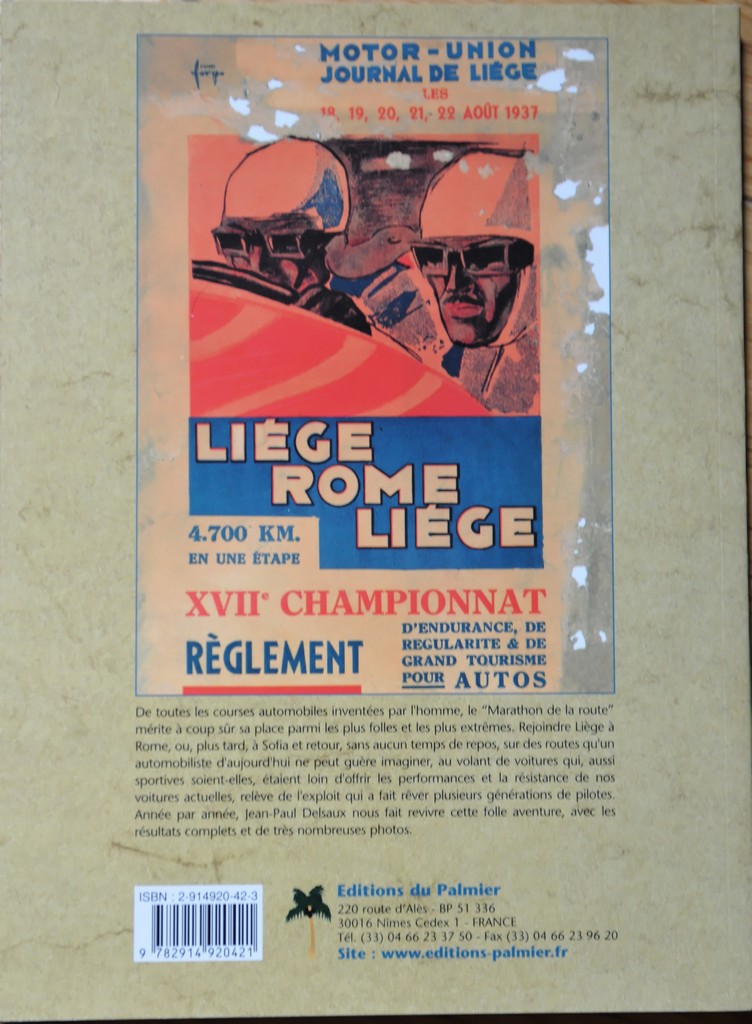 MOTOR-UNION
JOURNAL DE LIÉGE
LES
18, 19, 20, 21,- 22 AOÛT 1937
LIÉGE
ROME
LIÉGE
4.700 KM.
EN UNE ÉTAPE
XVIIe CHAMPIONNAT
RÈGLEMENT
D'ENDURANCE, DE
REGULARITE & DE
GRAND TOURISME
POUR AUTOS
De toutes les courses automobiles inventées par l'homme, le "Marathon de la route"
mérite à coup sûr sa place parmi les plus folles et les plus extrêmes. Rejoindre Liège à
Rome, ou, plus tard, à Sofia et retour, sans aucun temps de repos, sur des routes qu'un
automobiliste d'aujourd'hui ne peut guère imaginer, au volant de voitures qui, aussi
sportives soient-elles, étaient loin d'offrir les performances et la résistance de nos
voitures actuelles, relève de l'exploit qui a fait rêver plusieurs générations de pilotes.
Année par année, Jean-Paul Delsaux nous fait revivre cette folle aventure, avec les
résultats complets et de très nombreuses photos.
ISBN : 2-914920-42-3
9 782914 920421
Editions du Palmier
220 route d'Alès - BP 51 336
30016 Nîmes Cedex 1 - FRANCE
Tél. (33) 04 66 23 37 50 - Fax (33) 04 66 23 96 20
Site : www.editions-palmier.fr